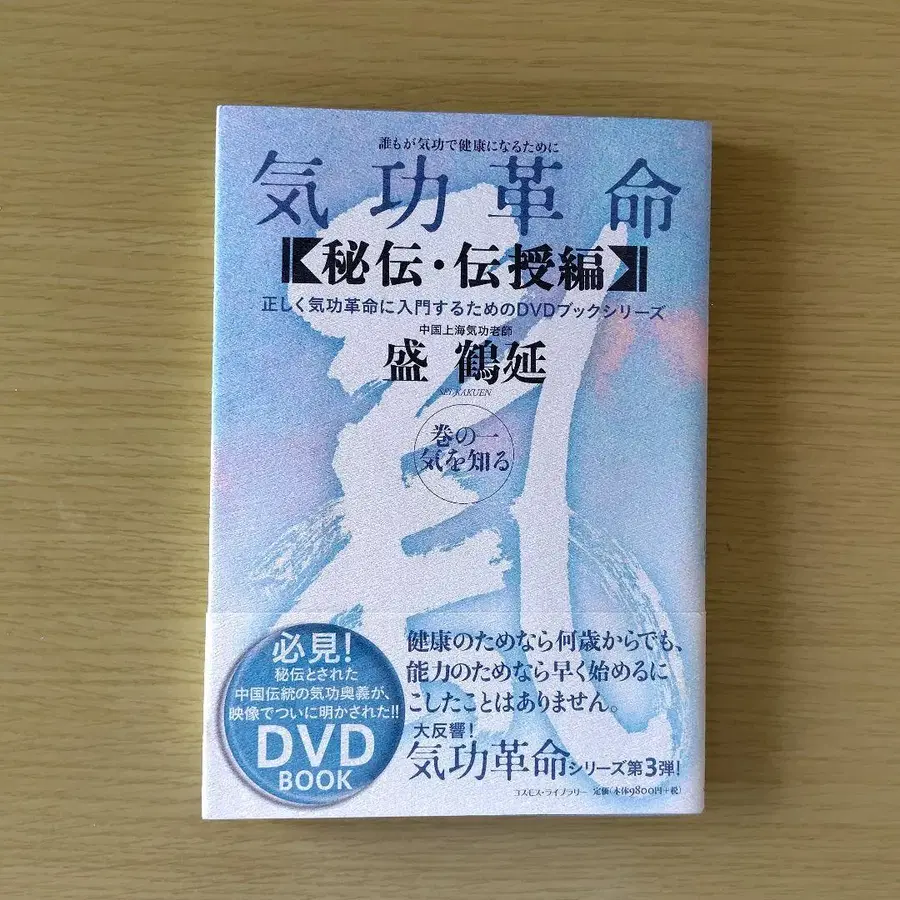 誰もが気功で健康になるために
気功革命
【秘伝・伝授編】
正しく気功革命に入門するためのDVDブックシリーズ
中国上海気功老師
盛 鶴延
SEI KAKUEN
巻の一
気を知る
必見!
秘伝とされた
中国伝統の気功奥義が、
映像でついに明かされた!!
DVD
BOOK
健康のためなら何歳からでも、
能力のためなら早く始めるに
こしたことはありません。
大反響!
気功革命シリーズ第3弾!
コスモス・ライブラリー 定価(本体9800円+税)